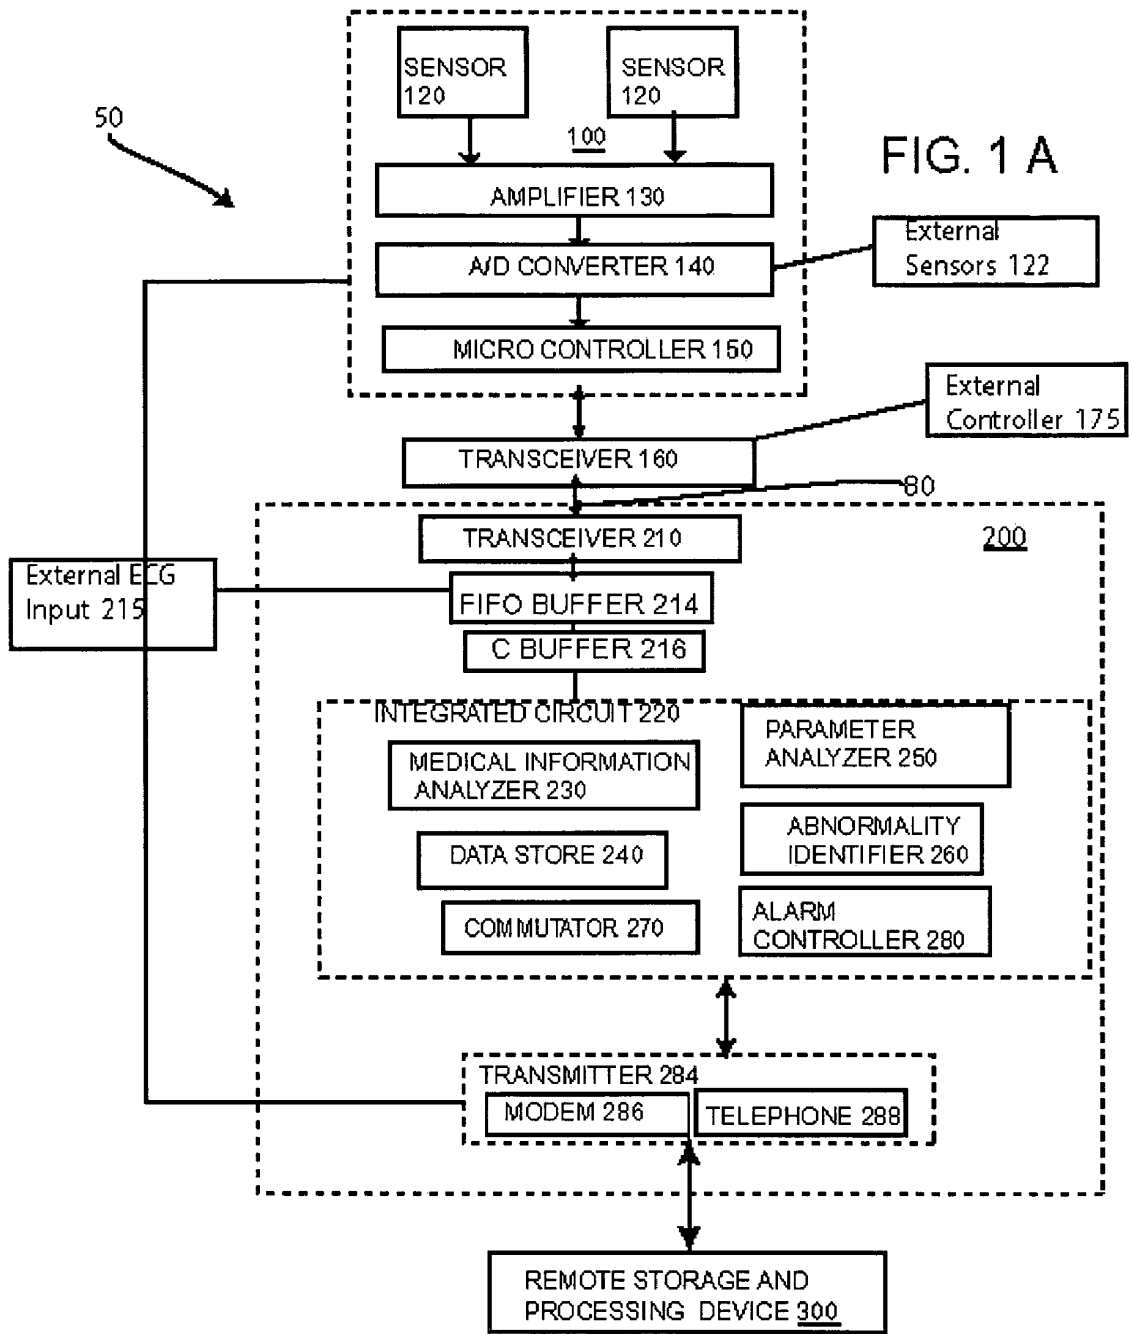 SENSOR
120
SENSOR
120
50
100
FIG. 1 A
AMPLIFIER 130
External
Sensors 122
A/D CONVERTER 140
MICRO CONTROLLER 150
External
Controller 175
TRANSCEIVER 160
80
TRANSCEIVER 210
200
External ECG
Input 215
FIFO BUFFER 214
C BUFFER 216
INTEGRATED CIRCUIT 220
PARAMETER
ANALYZER 250
MEDICAL INFORMATION
ANALYZER 230
ABNORMALITY
IDENTIFIER 260
DATA STORE 240
ALARM
CONTROLLER 280
COMMUTATOR 270
TRANSMITTER 284
MODEM 286
TELEPHONE 288
REMOTE STORAGE AND
PROCESSING DEVICE 300